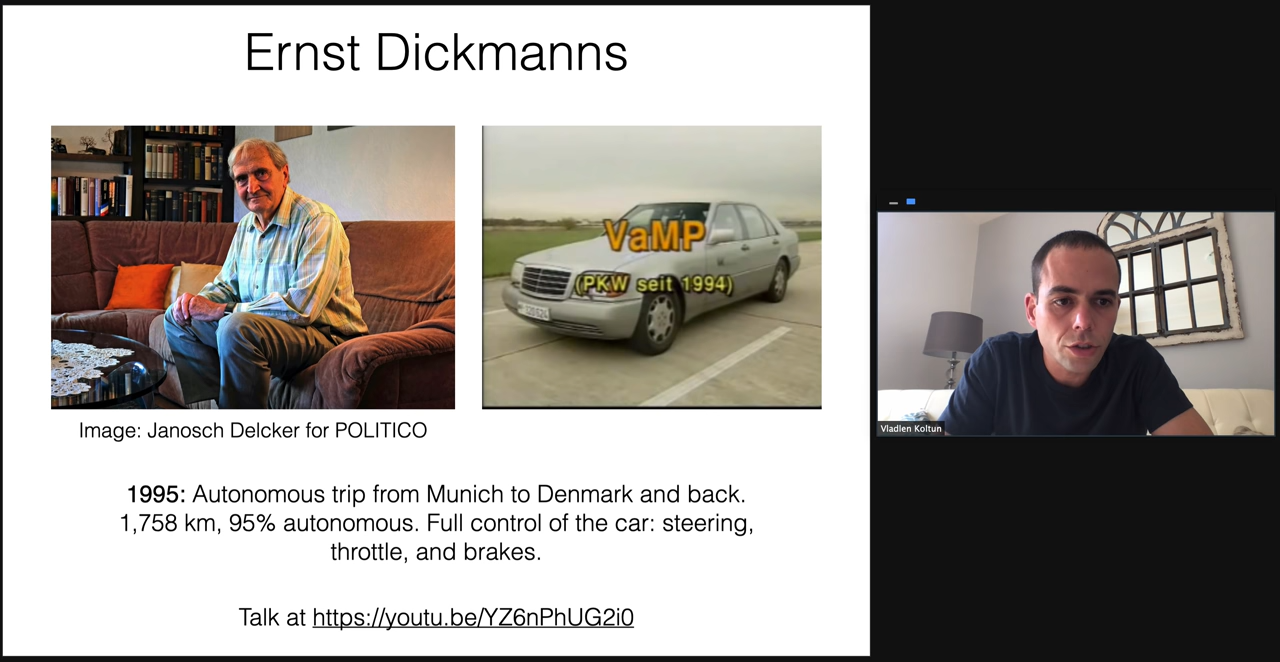 Ernst Dickmanns
VaMP
(PKW seit 1994)
Image: Janosch Delcker for POLITICO
1995: Autonomous trip from Munich to Denmark and back.
1,758 km, 95% autonomous. Full control of the car: steering,
throttle, and brakes.
Talk at https://youtu.be/YZ6nPhUG2i0
Vladlen Koltun